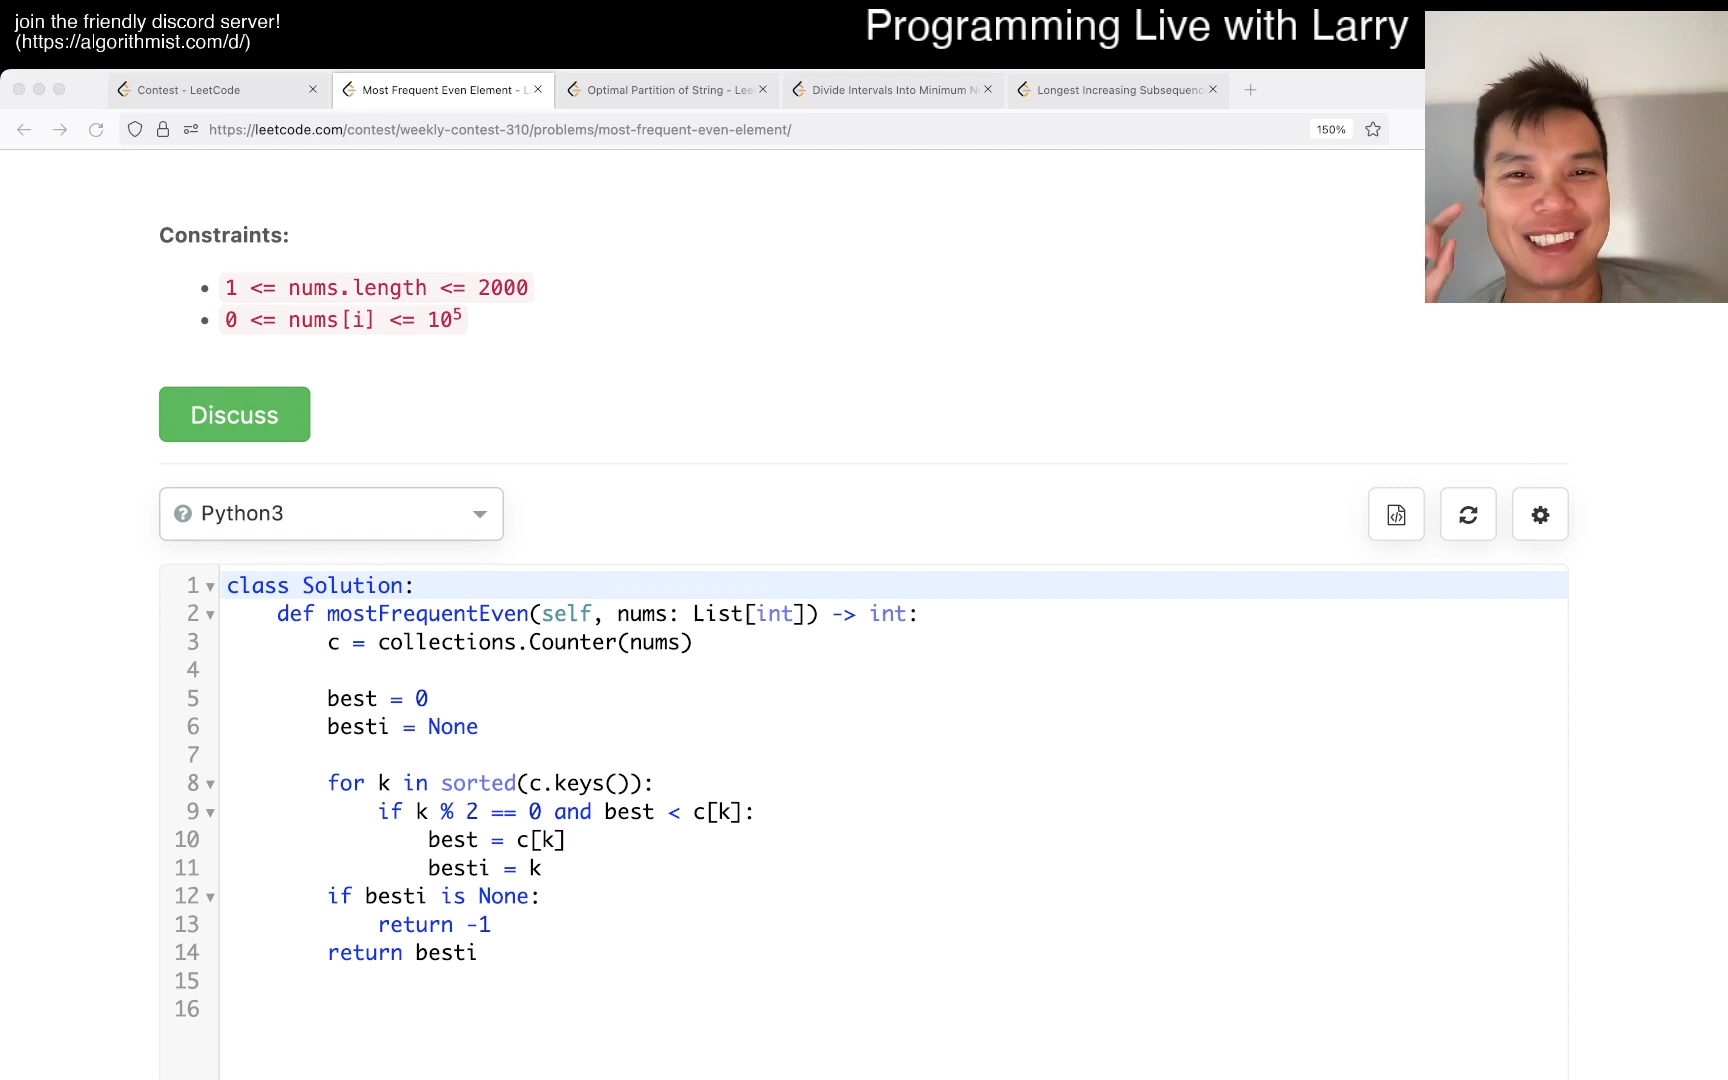 join the friendly discord server!
(https://algorithmist.com/d/)
Programming Live with Larry
Contest - LeetCode
Most Frequent Even Element - L
Optimal Partition of String - Lee
Divide Intervals Into Minimum N
Longest Increasing Subsequenc
https://leetcode.com/contest/weekly-contest-310/problems/most-frequent-even-element/
150%
Constraints:
• 1 <= nums.length <= 2000
• 0 <= nums[i] <= 10⁵
Discuss
Python3
1 class Solution:
2     def mostFrequentEven(self, nums: List[int]) -> int:
3         c = collections.Counter(nums)
4
5         best = 0
6         besti = None
7
8         for k in sorted(c.keys()):
9             if k % 2 == 0 and best < c[k]:
10                 best = c[k]
11                 besti = k
12         if besti is None:
13             return -1
14         return besti
15
16